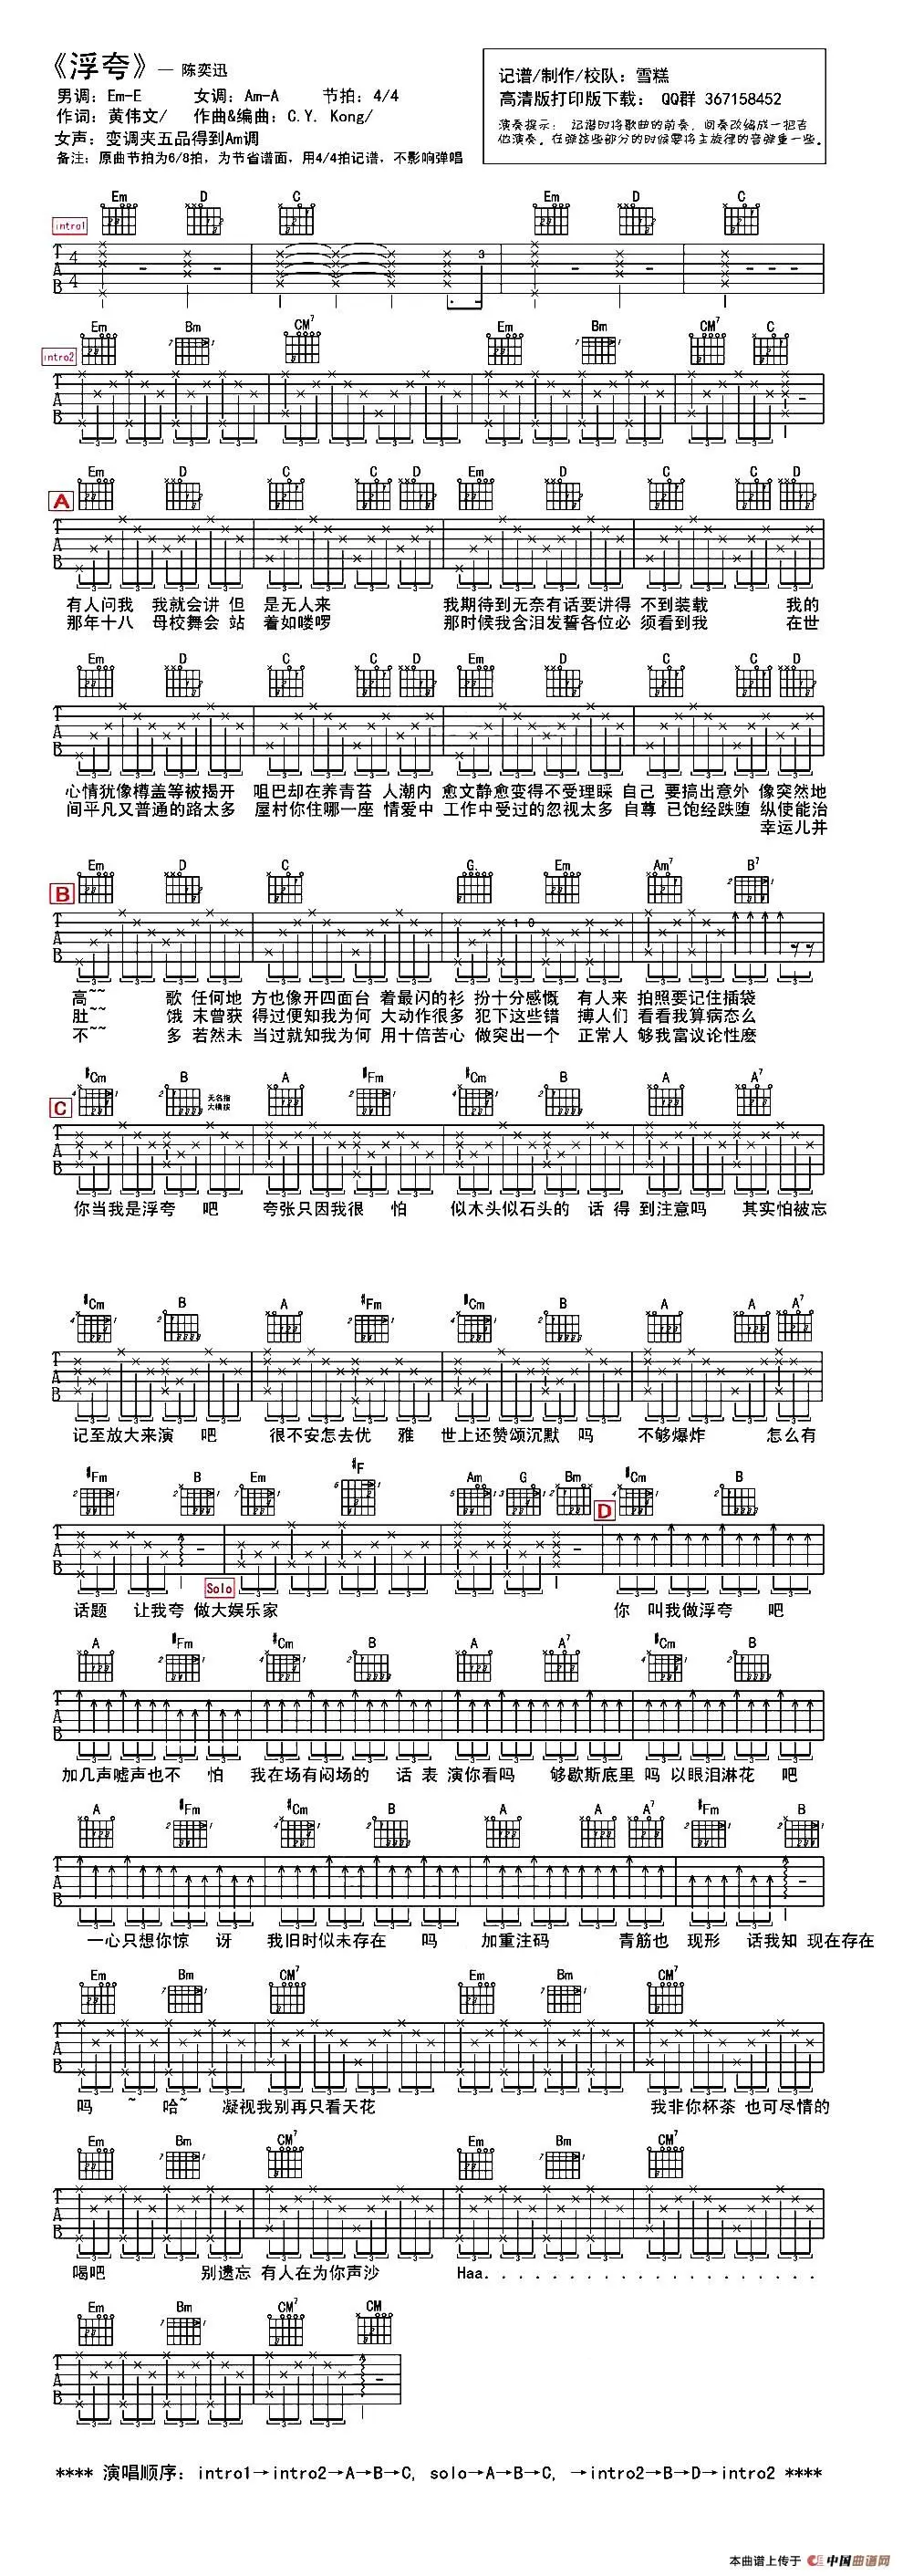 《浮夸》— 陈奕迅
男调：Em-E 女调：Am-A 节拍：4/4
作词：黄伟文/ 作曲&编曲：C.Y. Kong/
女声：变调夹五品得到Am调
备注：原曲节拍为6/8拍，为节省谱面，用4/4拍记谱，不影响弹唱
记谱/制作/校队：雪糕
高清版打印版下载： QQ群 367158452
演奏提示： 记谱时将歌曲的前奏，间奏改编成一把吉
他演奏。在弹这些部分的时候要将主旋律的音弹重一些。
Em D C Em D C
intro1
Em Bm CM7 Em Bm CM7 C
intro2
Em D C C D Em D C C D
A
有人问我 我就会讲 但 是无人来 我期待到无奈有话要讲得 不到装载 我的
那年十八 母校舞会 站 着如喽啰 那时候我含泪发誓各位必 须看到我 在世
Em D C C D Em D C C D
心情犹像樽盖等被揭开 咀巴却在养青苔 人潮内 愈文静愈变得不受理睬 自己 要搞出意外 像突然地
间平凡又普通的路太多 屋村你住哪一座 情爱中 工作中受过的忽视太多 自尊 已饱经跌堕 纵使能治
幸运儿并
Em D C G Em Am7 B7
B
高~~ 歌 任何地 方也像开四面台 着最闪的衫 扮十分感慨 有人来 拍照要记住插袋
肚~~ 饿 未曾获 得过便知我为何 大动作很多 犯下这些错 搏人们 看看我算病态么
不~~ 多 若然未 当过就知我为何 用十倍苦心 做突出一个 正常人 够我富议论性麽
#Cm B A #Fm #Cm B A A7
无名指
大横按
C
你当我是浮夸 吧 夸张只因我很 怕 似木头似石头的 话 得 到注意吗 其实怕被忘
#Cm B A #Fm #Cm B A A A7
记至放大来演 吧 很不安怎去优 雅 世上还赞颂沉默 吗 不够爆炸 怎么有
#Fm B Em #F Am G Bm #Cm B
D
Solo
话题 让我夸 做大娱乐家 你 叫我做浮夸 吧
A #Fm #Cm B A A7 #Cm B
加几声嘘声也不 怕 我在场有闷场的 话 表 演你看吗 够歇斯底里 吗 以眼泪淋花 吧
A #Fm #Cm B A A A7 #Fm B
一心只想你惊 讶 我旧时似未存在 吗 加重注码 青筋也 现形 话我知 现在存在
Em Bm CM7 Em Bm CM7
吗 ~ 哈~ 凝视我别再只看天花 我非你杯茶 也可尽情的
Em Bm CM7 Em Bm CM7
喝吧 别遗忘 有人在为你声沙 Haa..................
Em Bm CM7 CM
**** 演唱顺序：intro1→intro2→A→B→C, solo→A→B→C, →intro2→B→D→intro2 ****
本曲谱上传于 中国曲谱网